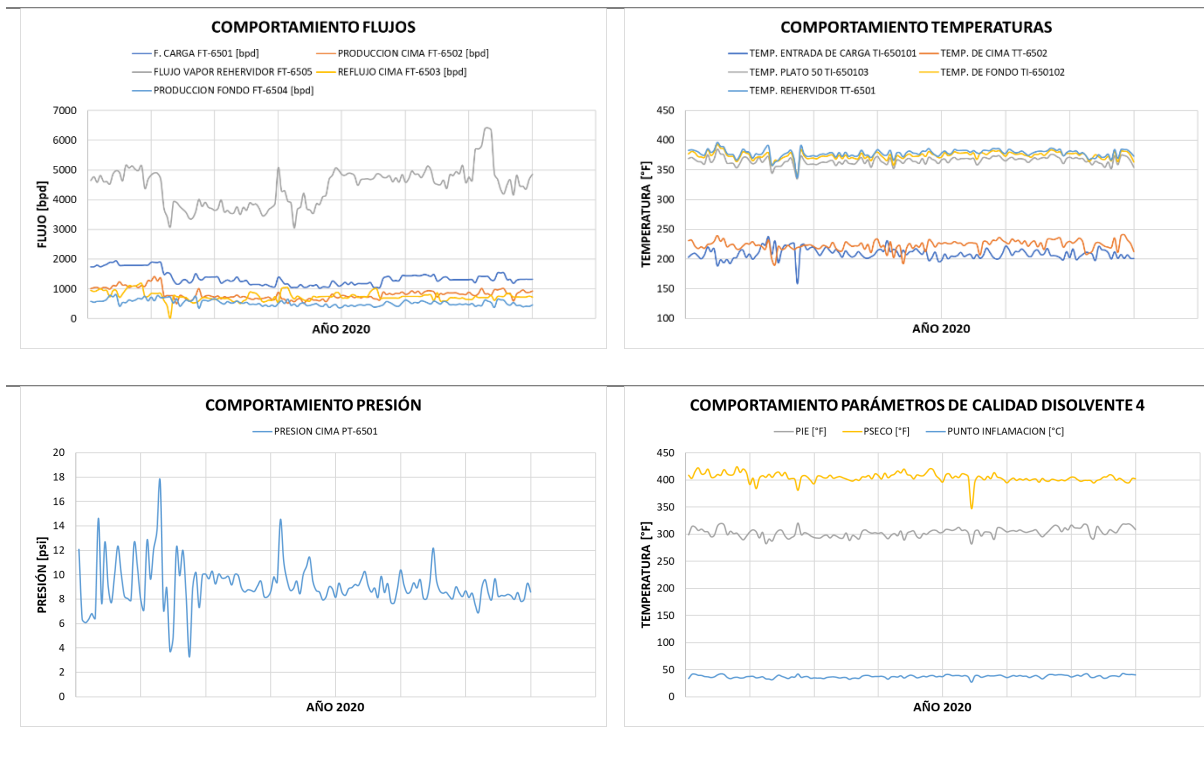 COMPORTAMIENTO FLUJOS
F. CARGA FT-6501 [bpd]
PRODUCCION CIMA FT-6502 [bpd]
FLUJO VAPOR REHERVIDOR FT-6505
REFLUJO CIMA FT-6503 [bpd]
PRODUCCION FONDO FT-6504 [bpd]
7000
6000
5000
4000
3000
2000
1000
0
FLUJO [bpd]
AÑO 2020
COMPORTAMIENTO TEMPERATURAS
TEMP. ENTRADA DE CARGA TI-650101
TEMP. DE CIMA TT-6502
TEMP. PLATO 50 TI-650103
TEMP. DE FONDO TI-650102
TEMP. REHERVIDOR TT-6501
450
400
350
300
250
200
150
100
TEMPERATURA [°F]
AÑO 2020
COMPORTAMIENTO PRESIÓN
PRESION CIMA PT-6501
20
18
16
14
12
10
8
6
4
2
0
PRESIÓN [psi]
AÑO 2020
COMPORTAMIENTO PARÁMETROS DE CALIDAD DISOLVENTE 4
PIE [°F]
PSECO [°F]
PUNTO INFLAMACION [°C]
450
400
350
300
250
200
150
100
50
0
TEMPERATURA [°F]
AÑO 2020